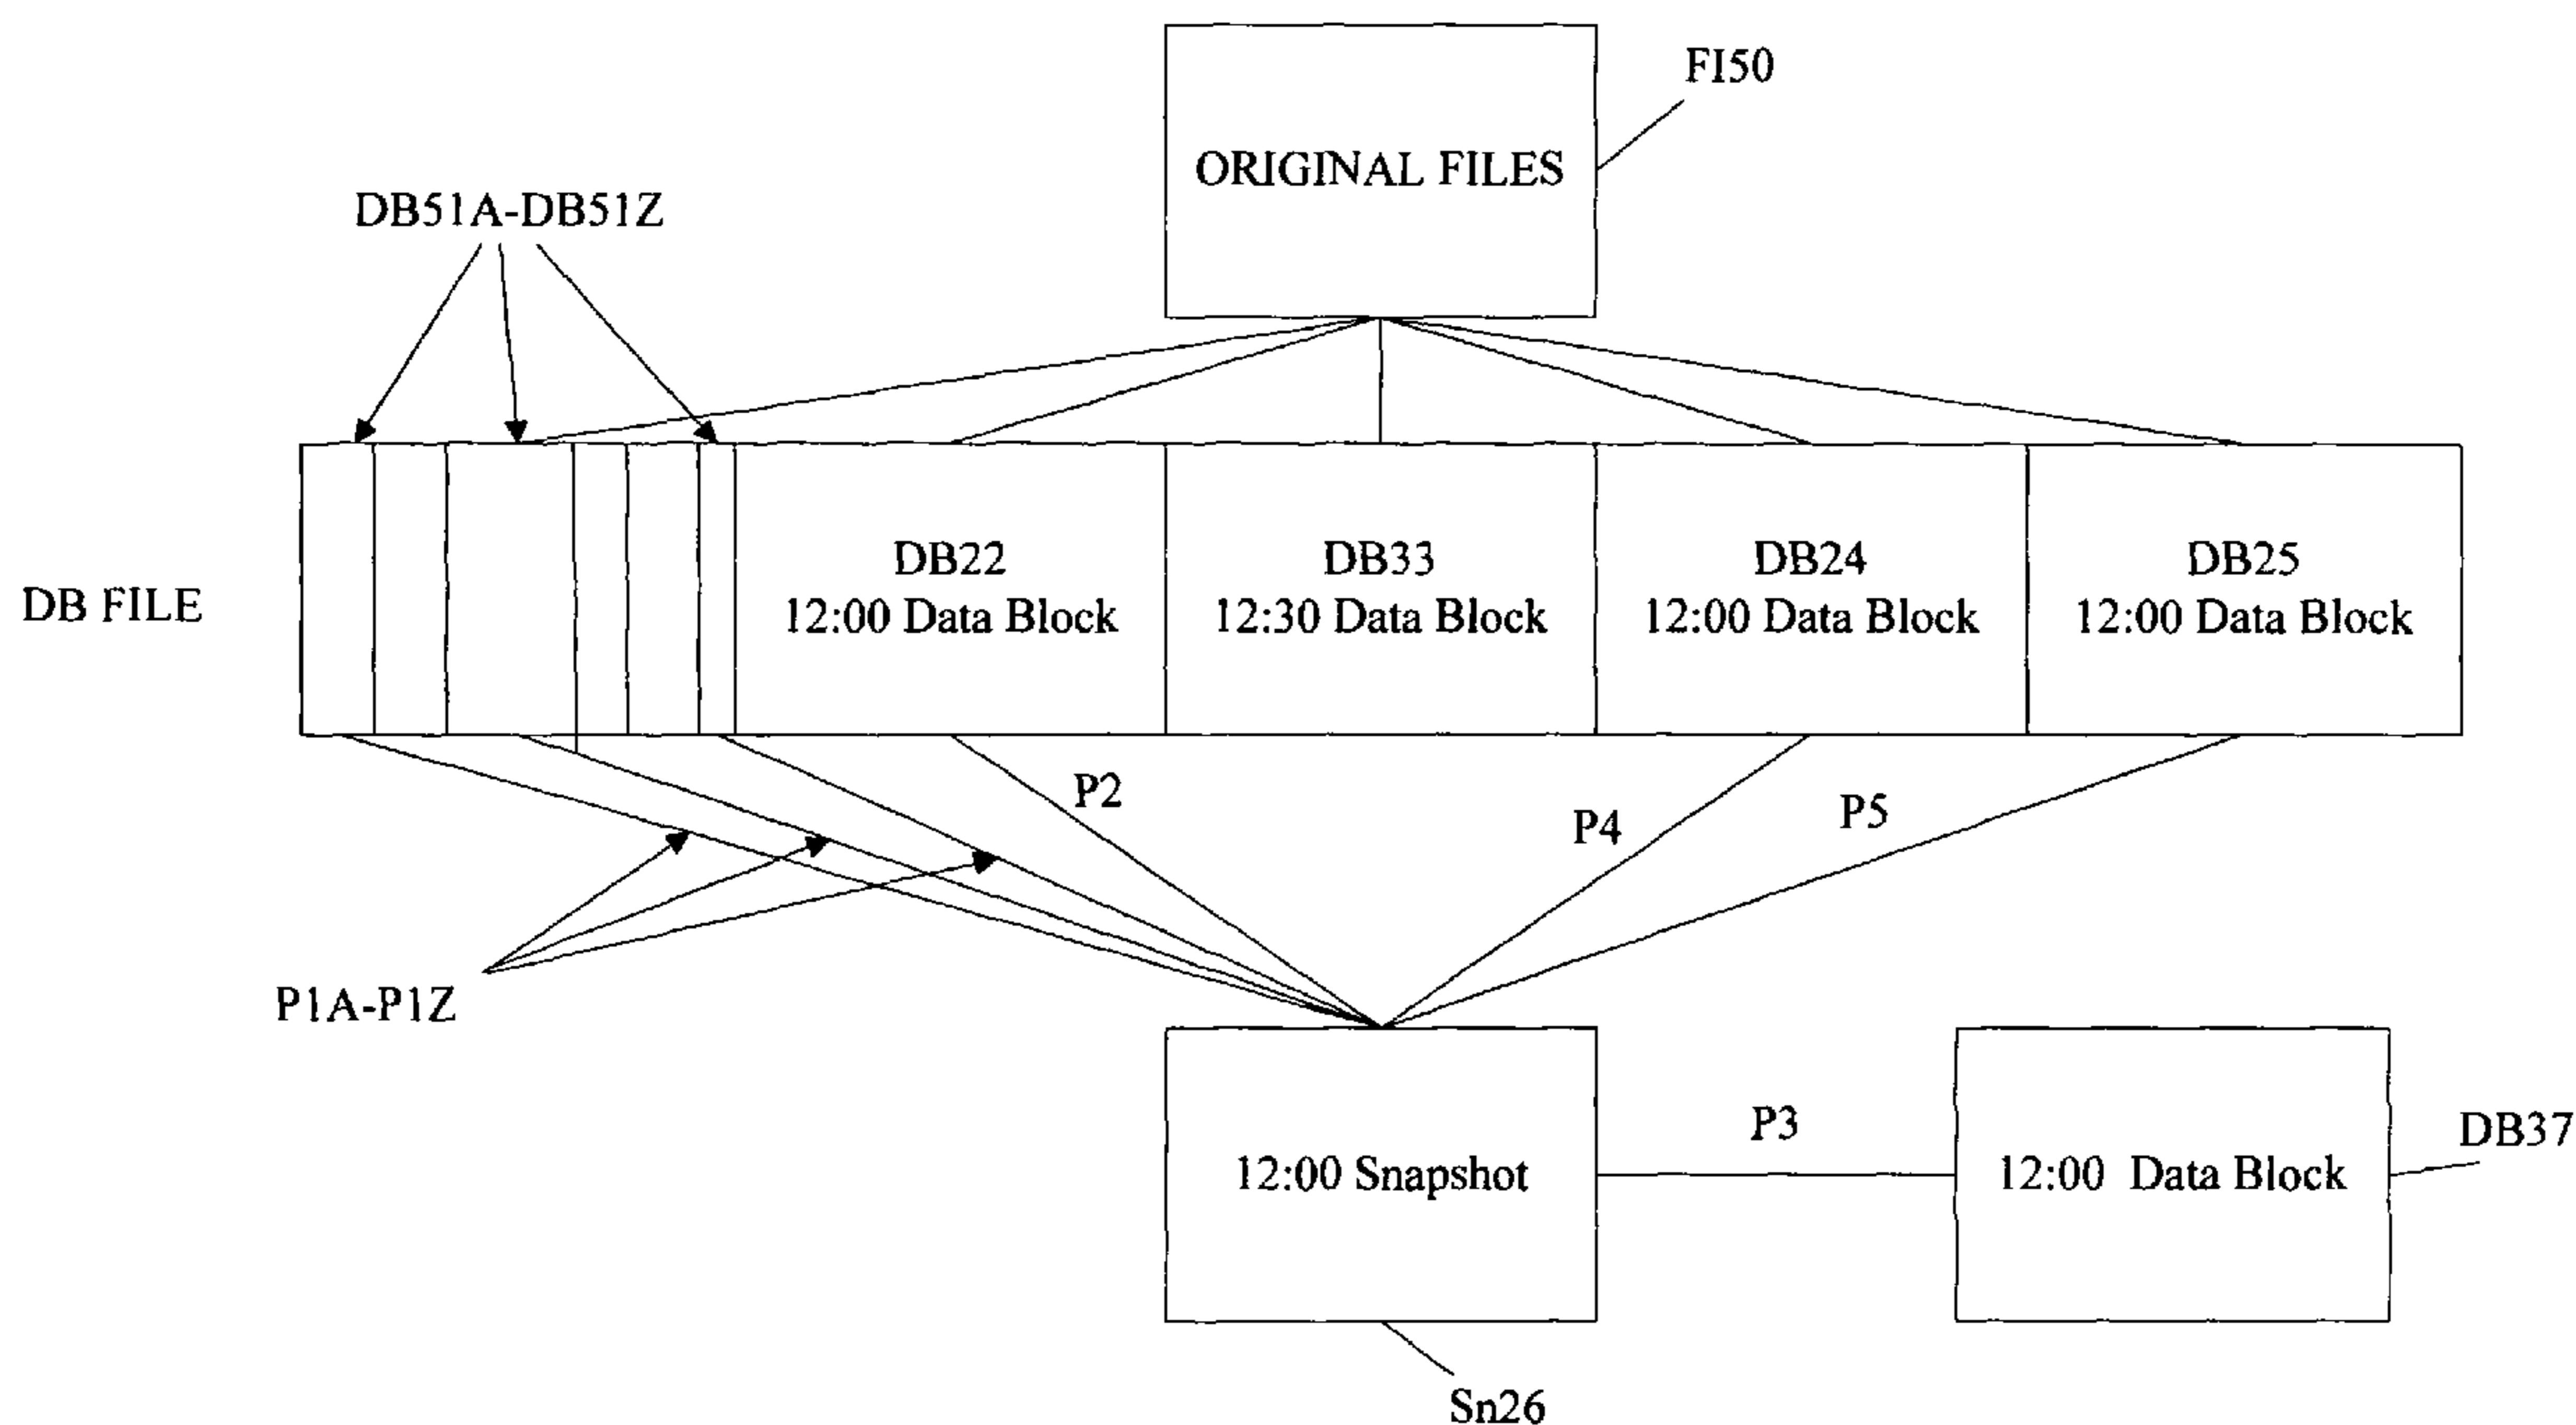 FI50
ORIGINAL FILES
DB51A-DB51Z
DB FILE
DB22
12:00 Data Block
DB33
12:30 Data Block
DB24
12:00 Data Block
DB25
12:00 Data Block
P2
P4
P5
P1A-P1Z
12:00 Snapshot
P3
12:00 Data Block
DB37
Sn26